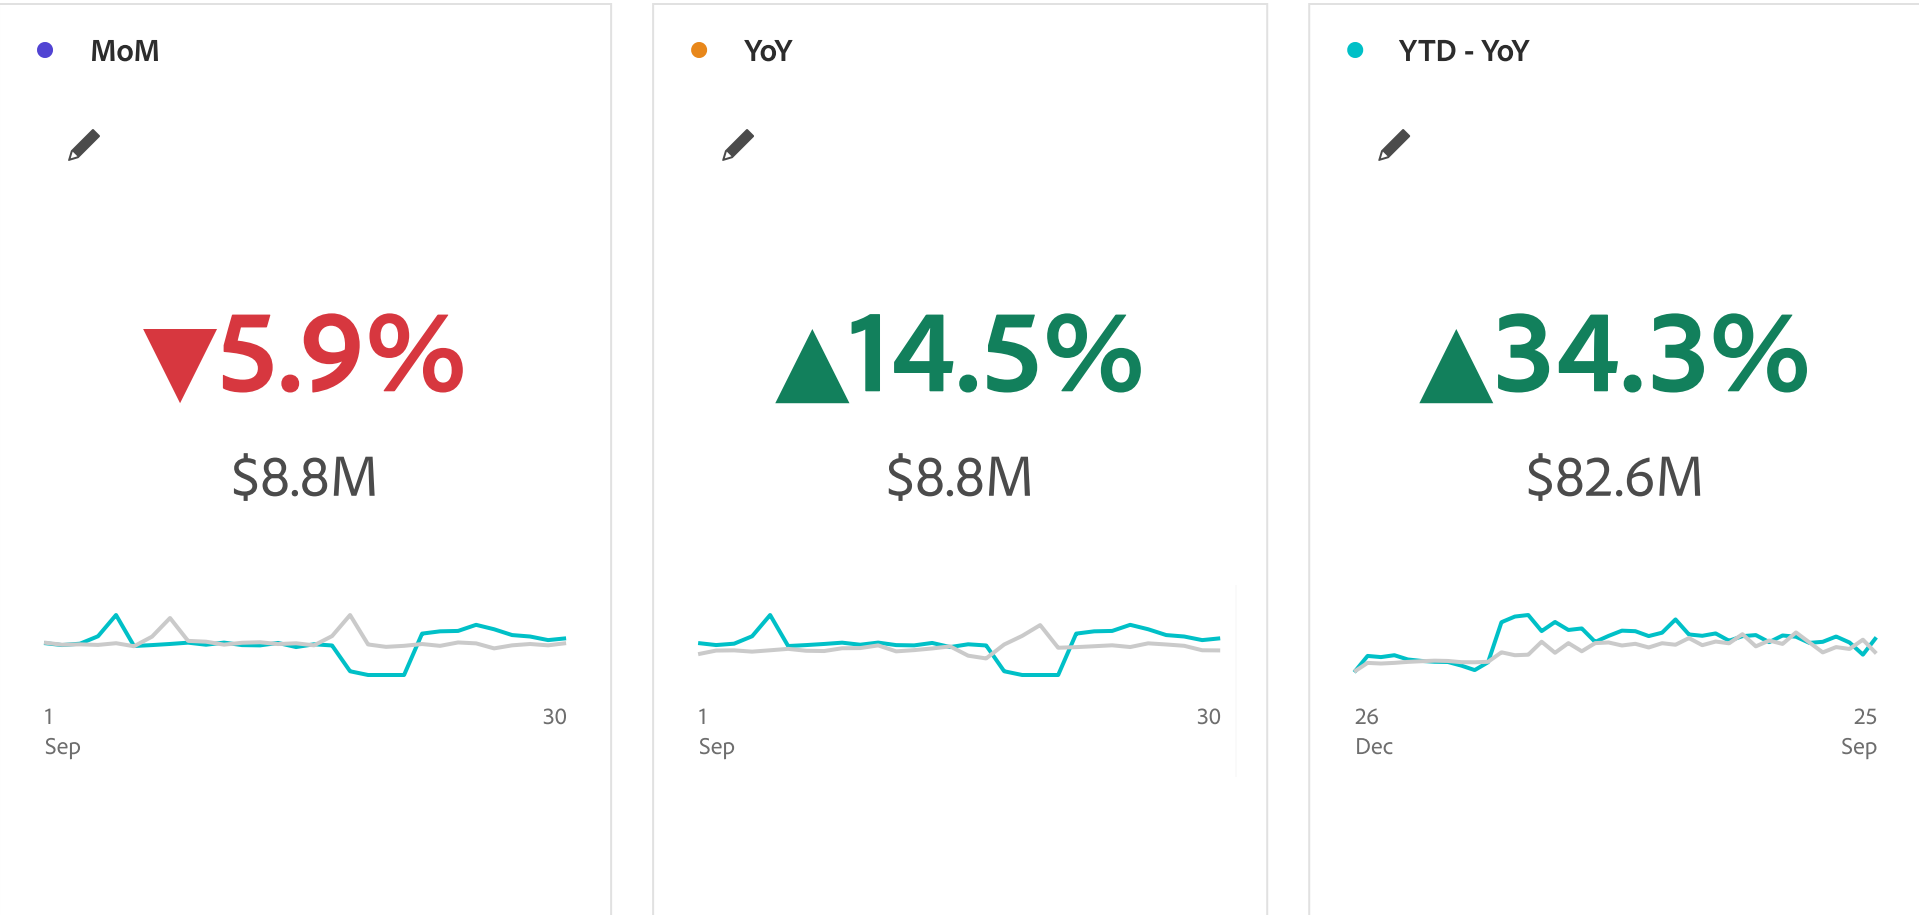 MoM
▼5.9%
$8.8M
1 30
Sep
YoY
▲14.5%
$8.8M
1 30
Sep
YTD - YoY
▲34.3%
$82.6M
26 25
Dec Sep